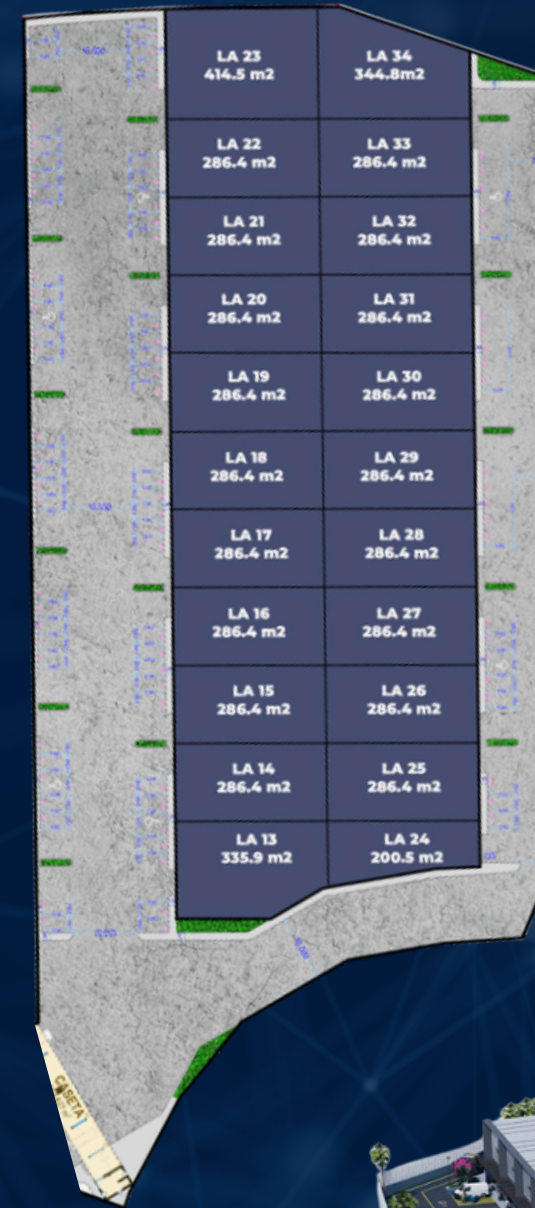 LA 23
414.5 m2
LA 34
344.8m2
LA 22
286.4 m2
LA 33
286.4 m2
LA 21
286.4 m2
LA 32
286.4 m2
LA 20
286.4 m2
LA 31
286.4 m2
LA 19
286.4 m2
LA 30
286.4 m2
LA 18
286.4 m2
LA 29
286.4 m2
LA 17
286.4 m2
LA 28
286.4 m2
LA 16
286.4 m2
LA 27
286.4 m2
LA 15
286.4 m2
LA 26
286.4 m2
LA 14
286.4 m2
LA 25
286.4 m2
LA 13
335.9 m2
LA 24
200.5 m2
CASETA